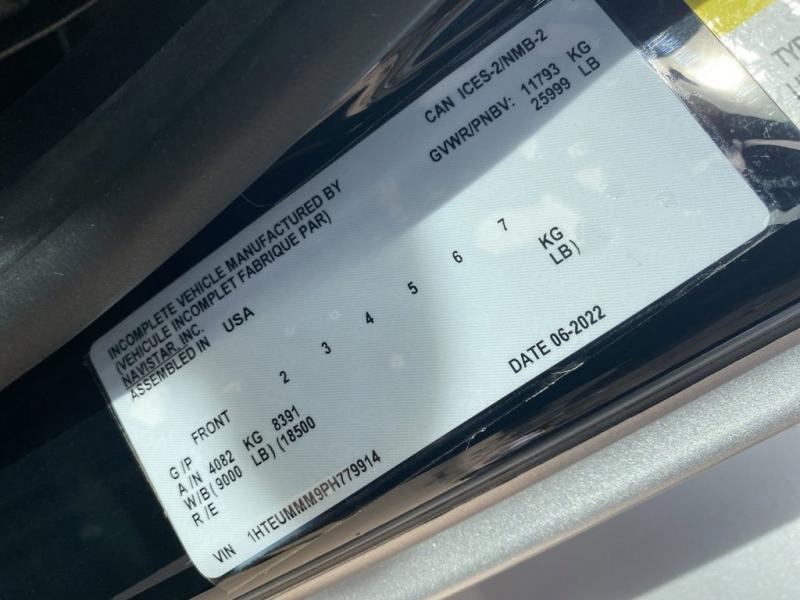 CAN ICES-2/NMB-2
GVWR/PNBV: 11793 KG
25999 LB
INCOMPLETE VEHICLE MANUFACTURED BY
(VEHICULE INCOMPLET FABRIQUE PAR)
NAVISTAR, INC.
ASSEMBLED IN USA
G/P FRONT 2 3 4 5 6 7
A/N 4082 KG 8391 KG
W/B( 9000 LB) (18500 LB)
R/E
DATE 06-2022
VIN 1HTEUMMM9PH779914